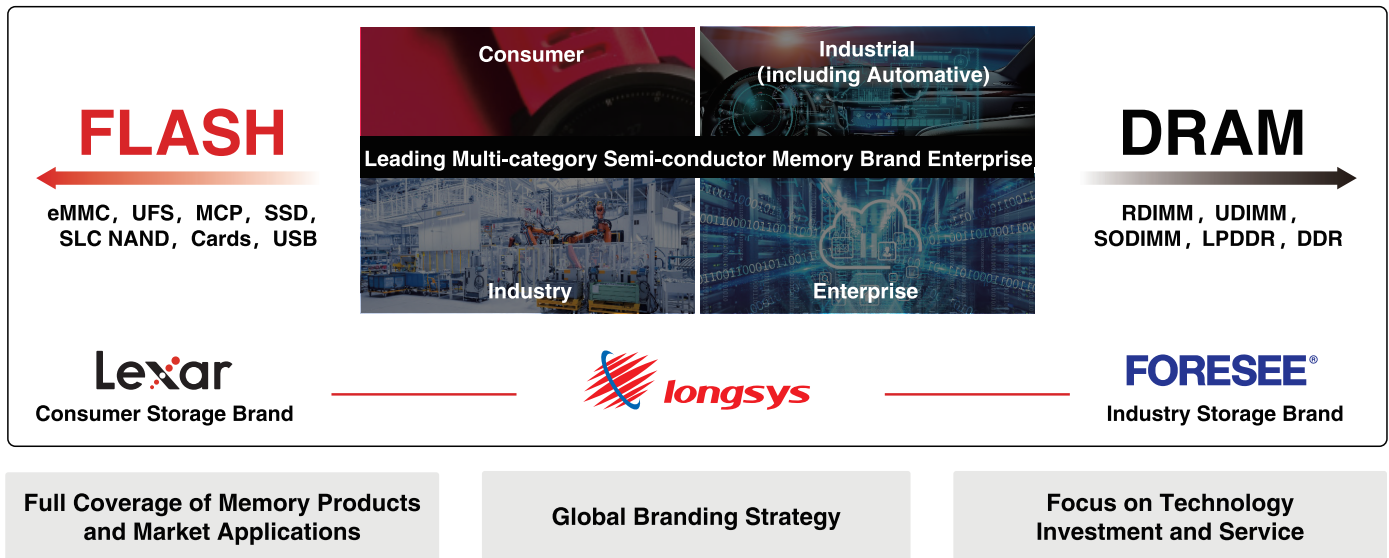 FLASH
eMMC, UFS, MCP, SSD,
SLC NAND, Cards, USB
Consumer
Industrial
(including Automative)
Leading Multi-category Semi-conductor Memory Brand Enterprise
Industry
Enterprise
DRAM
RDIMM, UDIMM,
SODIMM, LPDDR, DDR
Lexar
Consumer Storage Brand
longsys
FORESEE®
Industry Storage Brand
Full Coverage of Memory Products
and Market Applications
Global Branding Strategy
Focus on Technology
Investment and Service